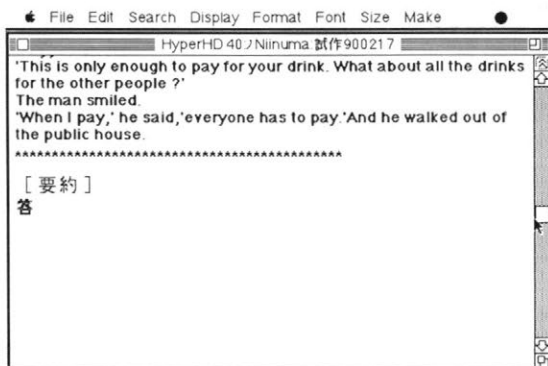 File Edit Search Display Format Font Size Make
HyperHD 40ノNiinuma 試作900217
'This is only enough to pay for your drink. What about all the drinks
for the other people ?'
The man smiled.
'When I pay,' he said,'everyone has to pay.'And he walked out of
the public house.
********************************************
［要約］
答